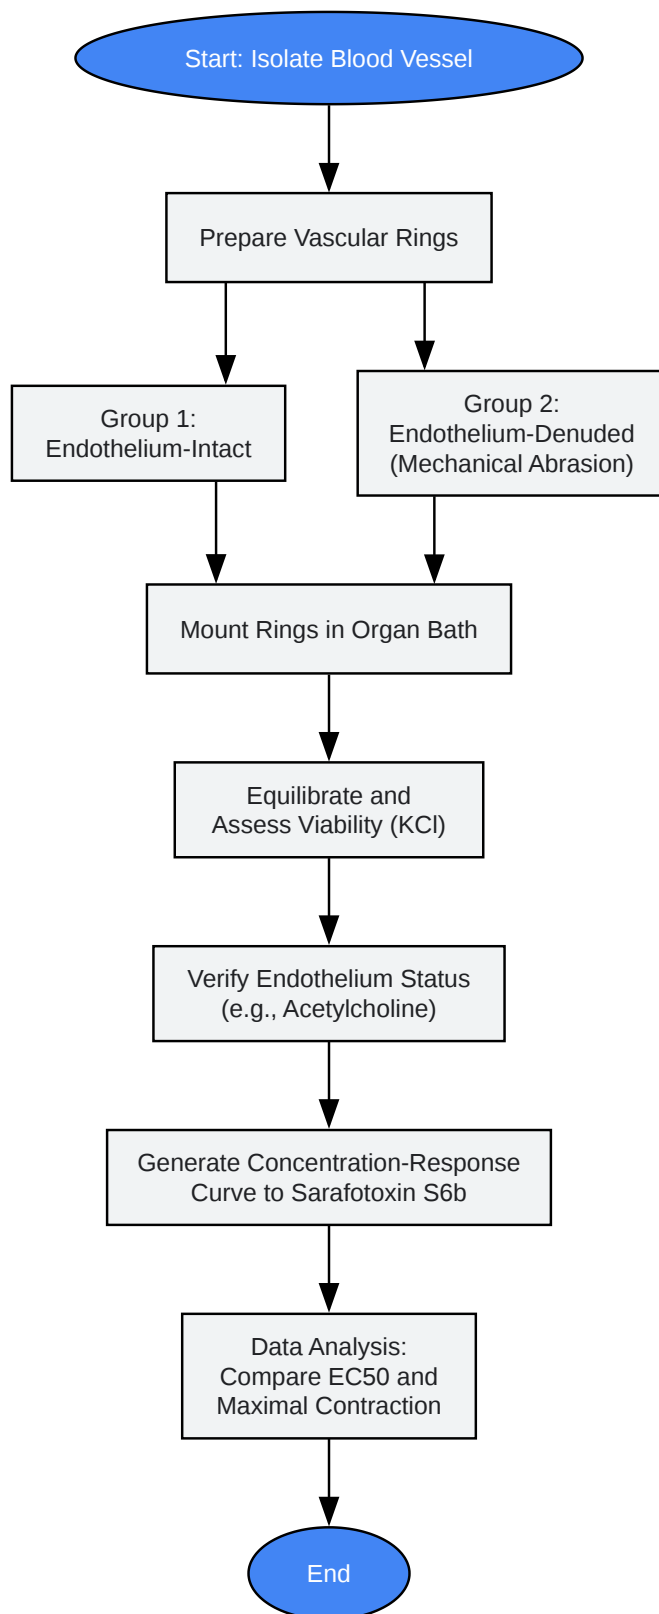 Start: Isolate Blood Vessel
Prepare Vascular Rings
Group 1:
Endothelium-Intact
Group 2:
Endothelium-Denuded
(Mechanical Abrasion)
Mount Rings in Organ Bath
Equilibrate and
Assess Viability (KCl)
Verify Endothelium Status
(e.g., Acetylcholine)
Generate Concentration-Response
Curve to Sarafotoxin S6b
Data Analysis:
Compare EC50 and
Maximal Contraction
End